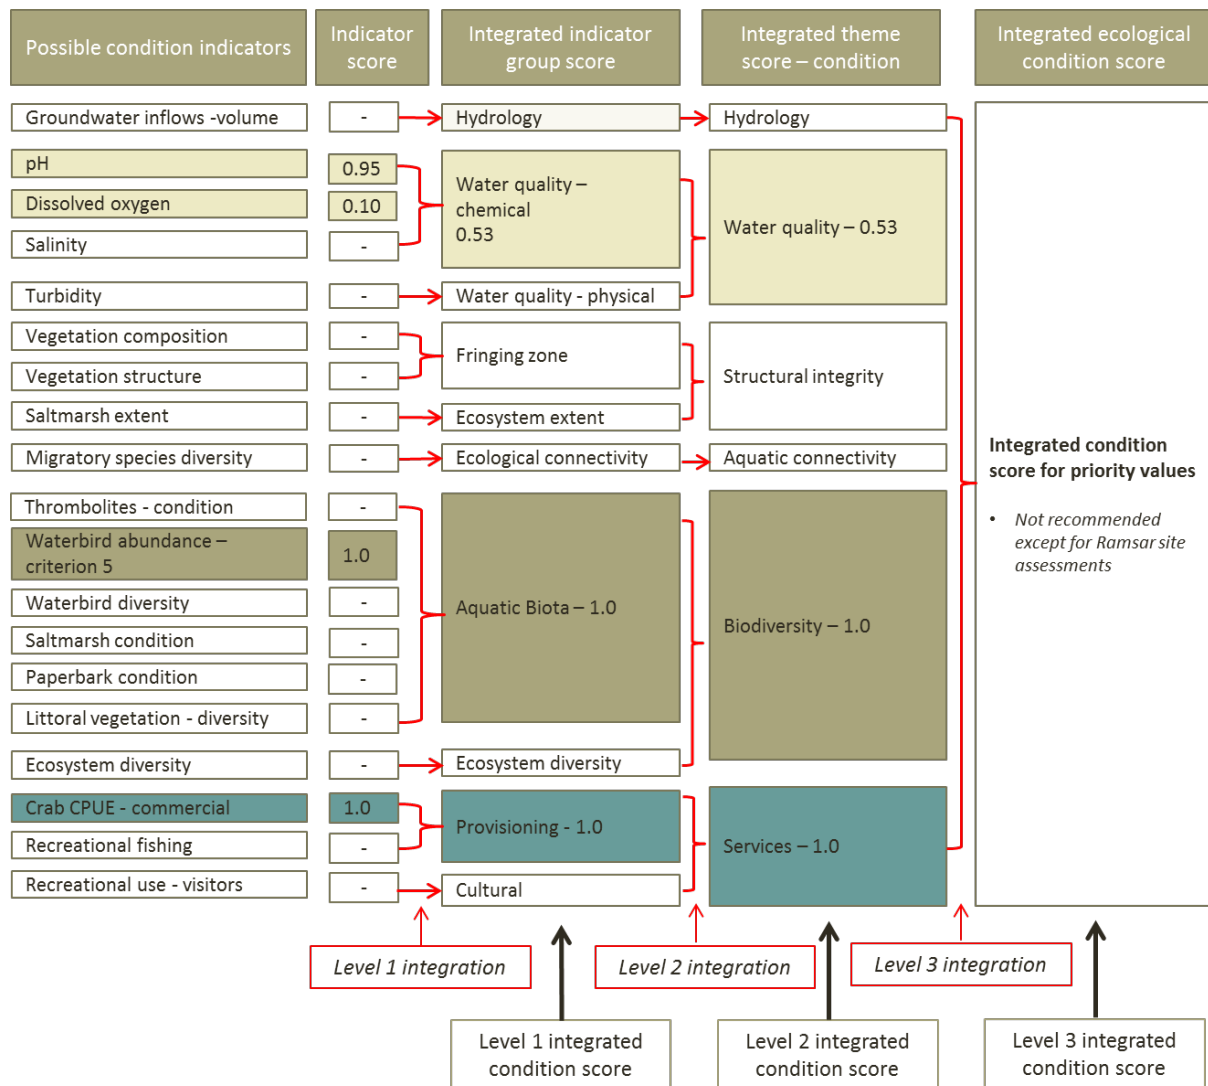 Possible condition indicators
Indicator
score
Integrated indicator
group score
Integrated theme
score – condition
Integrated ecological
condition score
Groundwater inflows -volume
-
Hydrology
Hydrology
pH
0.95
Dissolved oxygen
0.10
Salinity
-
Water quality –
chemical
0.53
Water quality – 0.53
Turbidity
-
Water quality - physical
Vegetation composition
-
Vegetation structure
-
Fringing zone
Structural integrity
Saltmarsh extent
-
Ecosystem extent
Migratory species diversity
-
Ecological connectivity
Aquatic connectivity
Integrated condition
score for priority values
• Not recommended
except for Ramsar site
assessments
Thrombolites - condition
-
Waterbird abundance –
criterion 5
1.0
Waterbird diversity
-
Saltmarsh condition
-
Paperbark condition
-
Littoral vegetation - diversity
-
Aquatic Biota – 1.0
Biodiversity – 1.0
Ecosystem diversity
-
Ecosystem diversity
Crab CPUE - commercial
1.0
Recreational fishing
-
Provisioning - 1.0
Services – 1.0
Recreational use - visitors
-
Cultural
Level 1 integration
Level 2 integration
Level 3 integration
Level 1 integrated
condition score
Level 2 integrated
condition score
Level 3 integrated
condition score